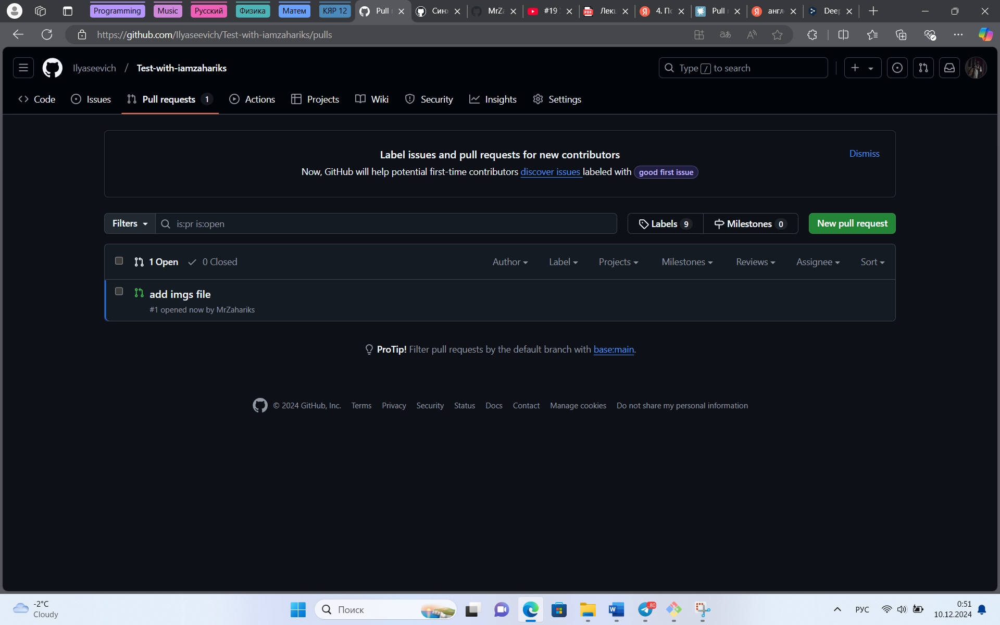 Programming Music Русский Физика Матем КЯР 12 Pull Син MrZa #19 Лекц 4. По Pull англ Deep
https://github.com/Ilyaseevich/Test-with-iamzahariks/pulls
Ilyaseevich / Test-with-iamzahariks
Type / to search
Code Issues Pull requests 1 Actions Projects Wiki Security Insights Settings
Label issues and pull requests for new contributors
Dismiss
Now, GitHub will help potential first-time contributors discover issues labeled with good first issue
Filters is:pr is:open Labels 9 Milestones 0 New pull request
1 Open 0 Closed Author Label Projects Milestones Reviews Assignee Sort
add imgs file
#1 opened now by MrZahariks
ProTip! Filter pull requests by the default branch with base:main.
© 2024 GitHub, Inc. Terms Privacy Security Status Docs Contact Manage cookies Do not share my personal information
-2°C
Cloudy
Поиск
80
РУС
0:51
10.12.2024